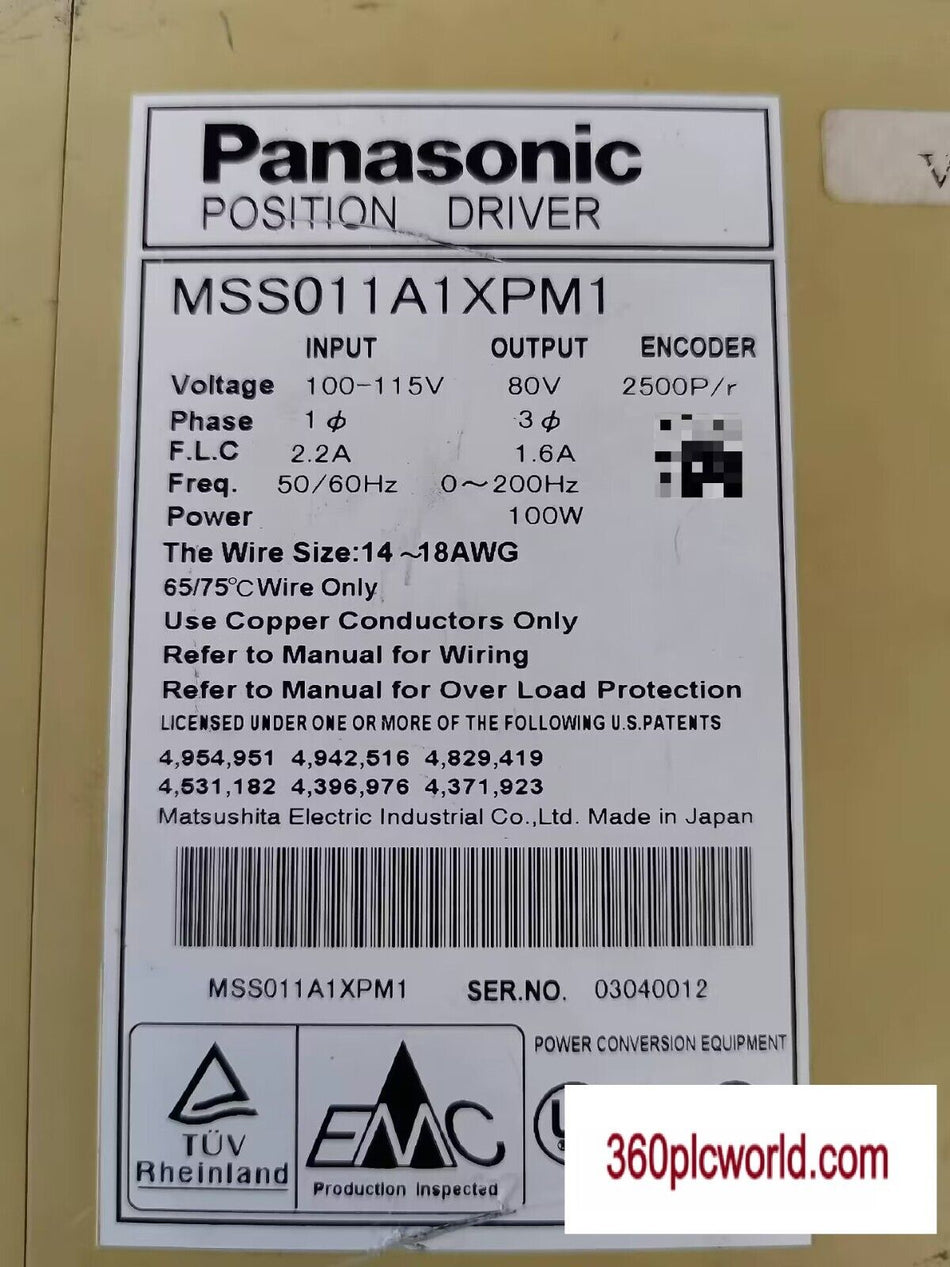 Panasonic
POSITION DRIVER
MSS011A1XPM1
INPUT OUTPUT ENCODER
Voltage 100-115V 80V 2500P/r
Phase 1ϕ 3ϕ
F.L.C 2.2A 1.6A
Freq. 50/60Hz 0~200Hz
Power 100W
The Wire Size:14~18AWG
65/75°C Wire Only
Use Copper Conductors Only
Refer to Manual for Wiring
Refer to Manual for Over Load Protection
LICENSED UNDER ONE OR MORE OF THE FOLLOWING U.S.PATENTS
4,954,951 4,942,516 4,829,419
4,531,182 4,396,976 4,371,923
Matsushita Electric Industrial Co.,Ltd. Made in Japan
MSS011A1XPM1 SER.NO. 03040012
POWER CONVERSION EQUIPMENT
TÜV
Rheinland
EMC
Production Inspected
360plcworld.com